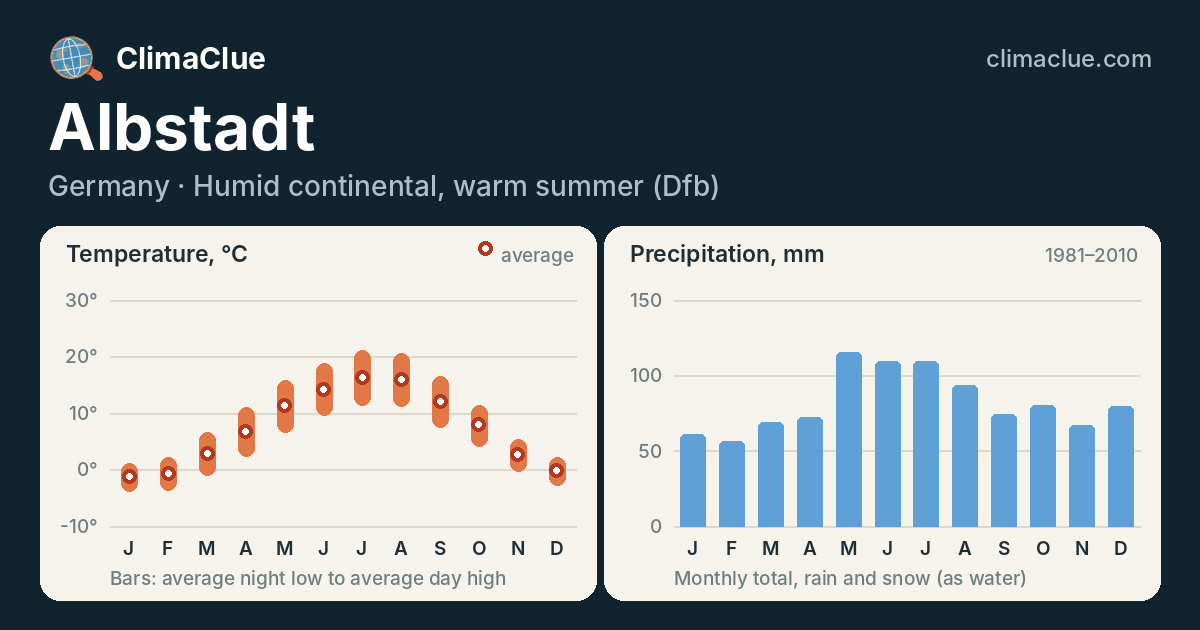 ClimaClue
climaclue.com
Albstadt
Germany · Humid continental, warm summer (Dfb)
Temperature, °C
average
30°
20°
10°
0°
-10°
J F M A M J J A S O N D
Bars: average night low to average day high
Precipitation, mm
1981–2010
150
100
50
0
J F M A M J J A S O N D
Monthly total, rain and snow (as water)